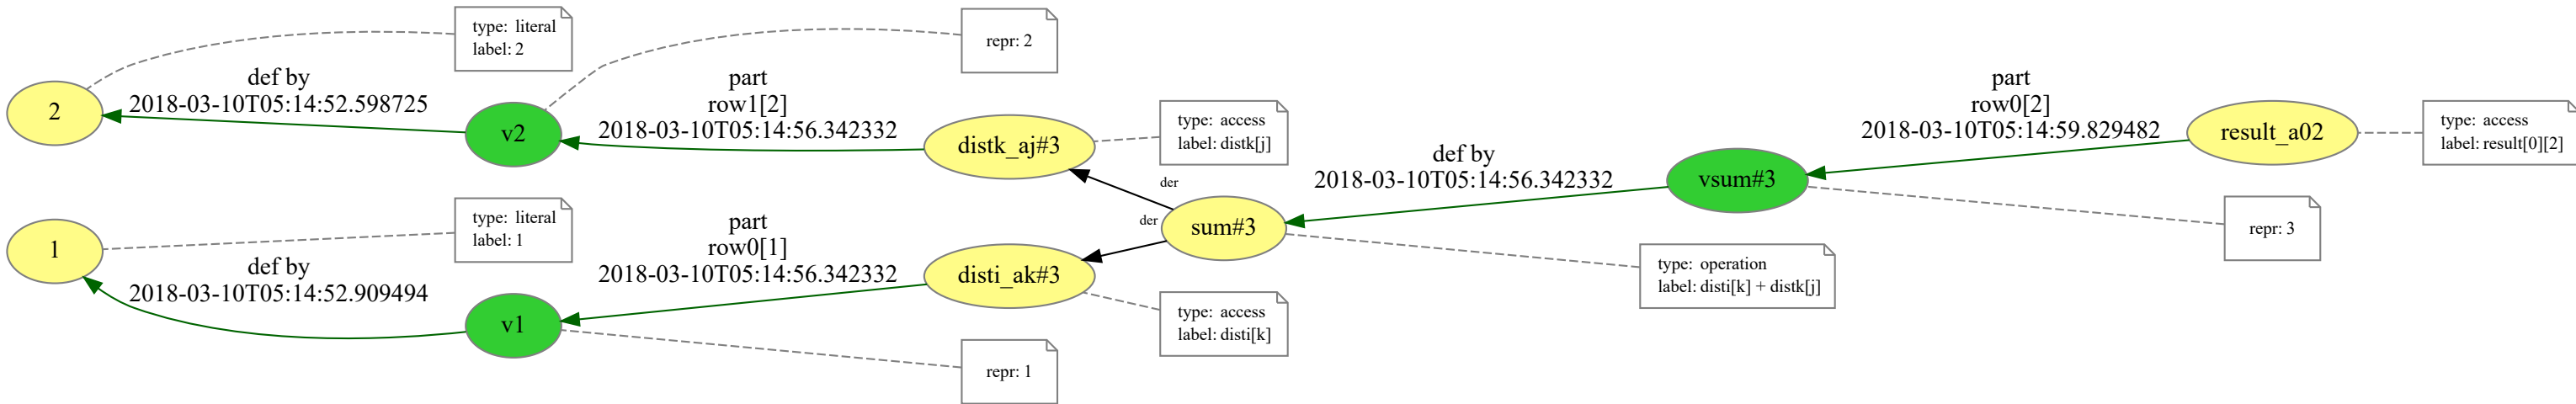 2
def by
2018-03-10T05:14:52.598725
type: literal
label: 2
v2
repr: 2
part
row1[2]
2018-03-10T05:14:56.342332
distk_aj#3
type: access
label: distk[j]
1
def by
2018-03-10T05:14:52.909494
type: literal
label: 1
v1
repr: 1
part
row0[1]
2018-03-10T05:14:56.342332
disti_ak#3
type: access
label: disti[k]
der
der
sum#3
type: operation
label: disti[k] + distk[j]
def by
2018-03-10T05:14:56.342332
vsum#3
repr: 3
part
row0[2]
2018-03-10T05:14:59.829482
result_a02
type: access
label: result[0][2]